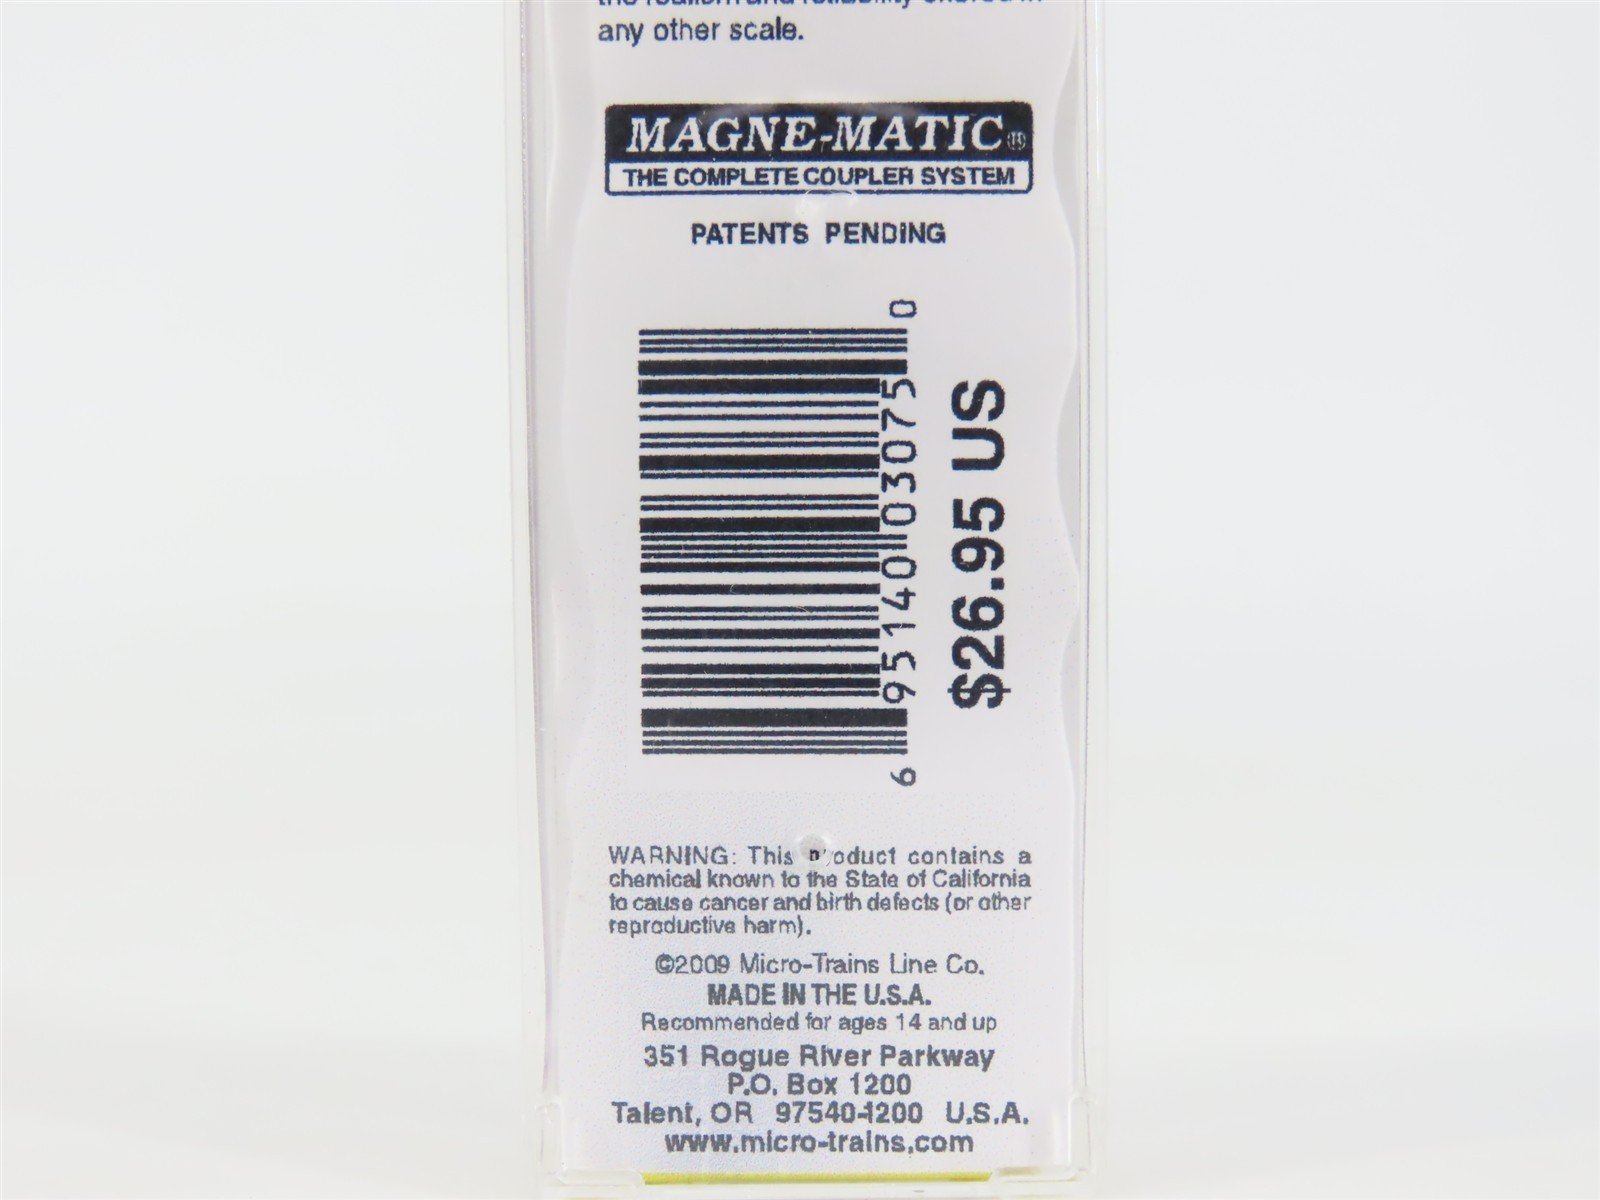 any other scale.
MAGNE-MATIC®
THE COMPLETE COUPLER SYSTEM
PATENTS PENDING
6 95140 03075 0
$26.95 US
WARNING: This product contains a
chemical known to the State of California
to cause cancer and birth defects (or other
reproductive harm).
©2009 Micro-Trains Line Co.
MADE IN THE U.S.A.
Recommended for ages 14 and up
351 Rogue River Parkway
P.O. Box 1200
Talent, OR 97540-1200 U.S.A.
www.micro-trains.com